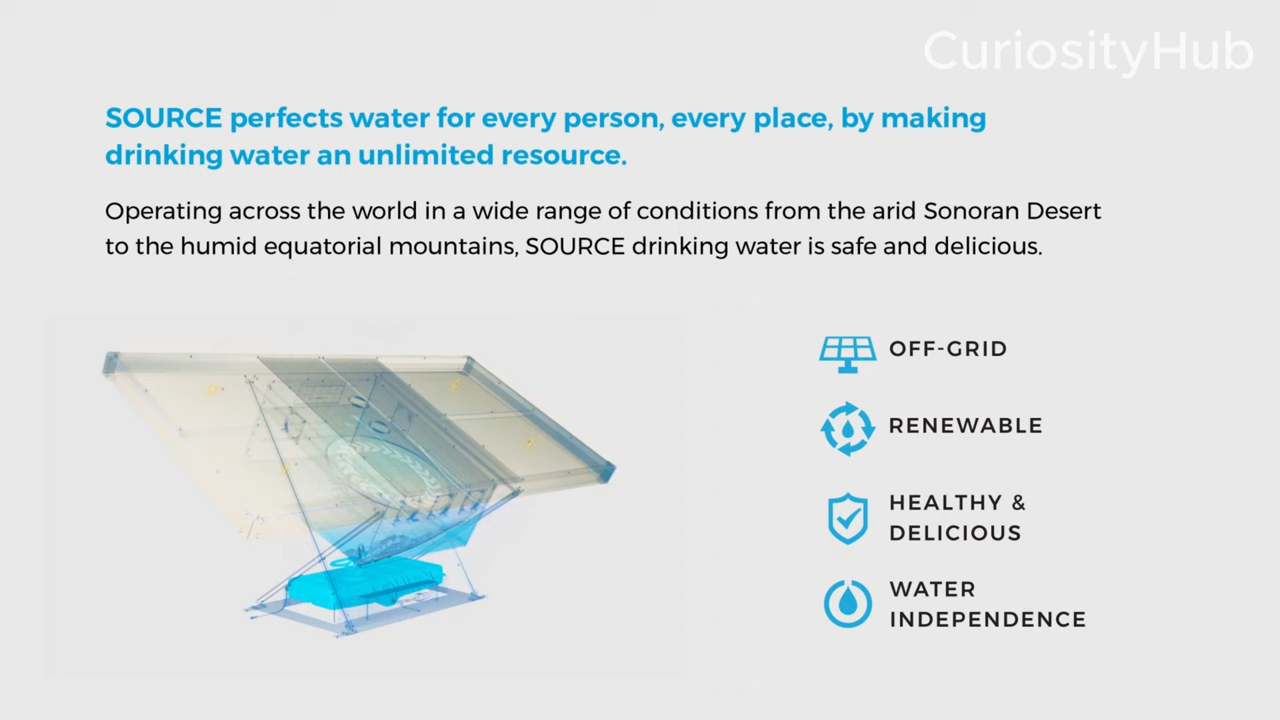 CuriosityHub
SOURCE perfects water for every person, every place, by making
drinking water an unlimited resource.
Operating across the world in a wide range of conditions from the arid Sonoran Desert
to the humid equatorial mountains, SOURCE drinking water is safe and delicious.
OFF-GRID
RENEWABLE
HEALTHY &
DELICIOUS
WATER
INDEPENDENCE